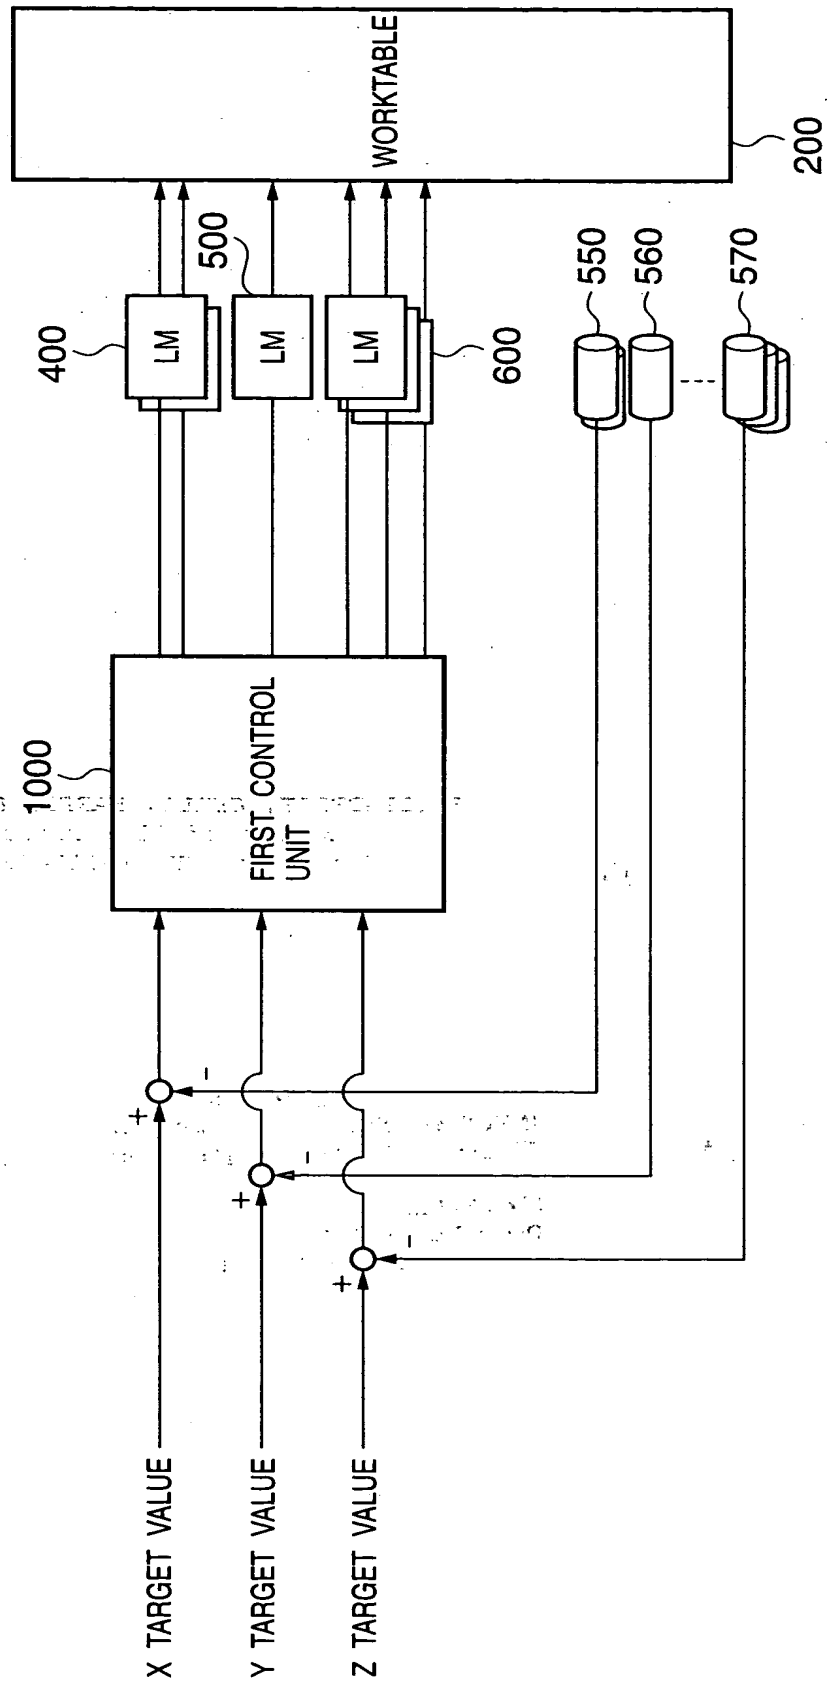 X TARGET VALUE
Y TARGET VALUE
Z TARGET VALUE
+
-
+
-
+
-
1000
FIRST CONTROL
UNIT
400
LM
500
LM
LM
600
WORKTABLE
200
550
560
570